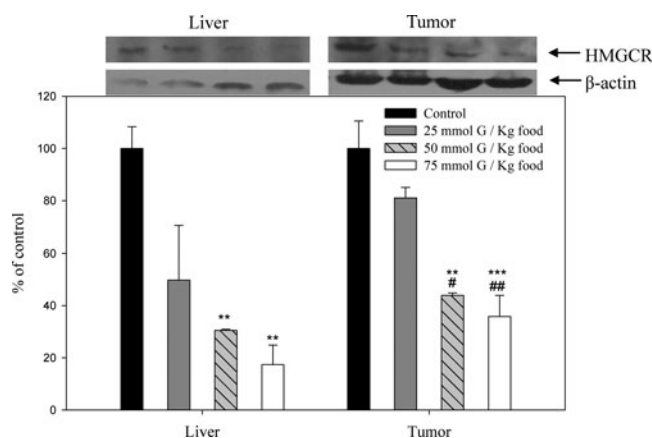 Liver Tumor
HMGCR
β-actin
120
100
80
60
40
20
0
% of control
Control
25 mmol G / Kg food
50 mmol G / Kg food
75 mmol G / Kg food
** ** ** ***
# ##
Liver Tumor